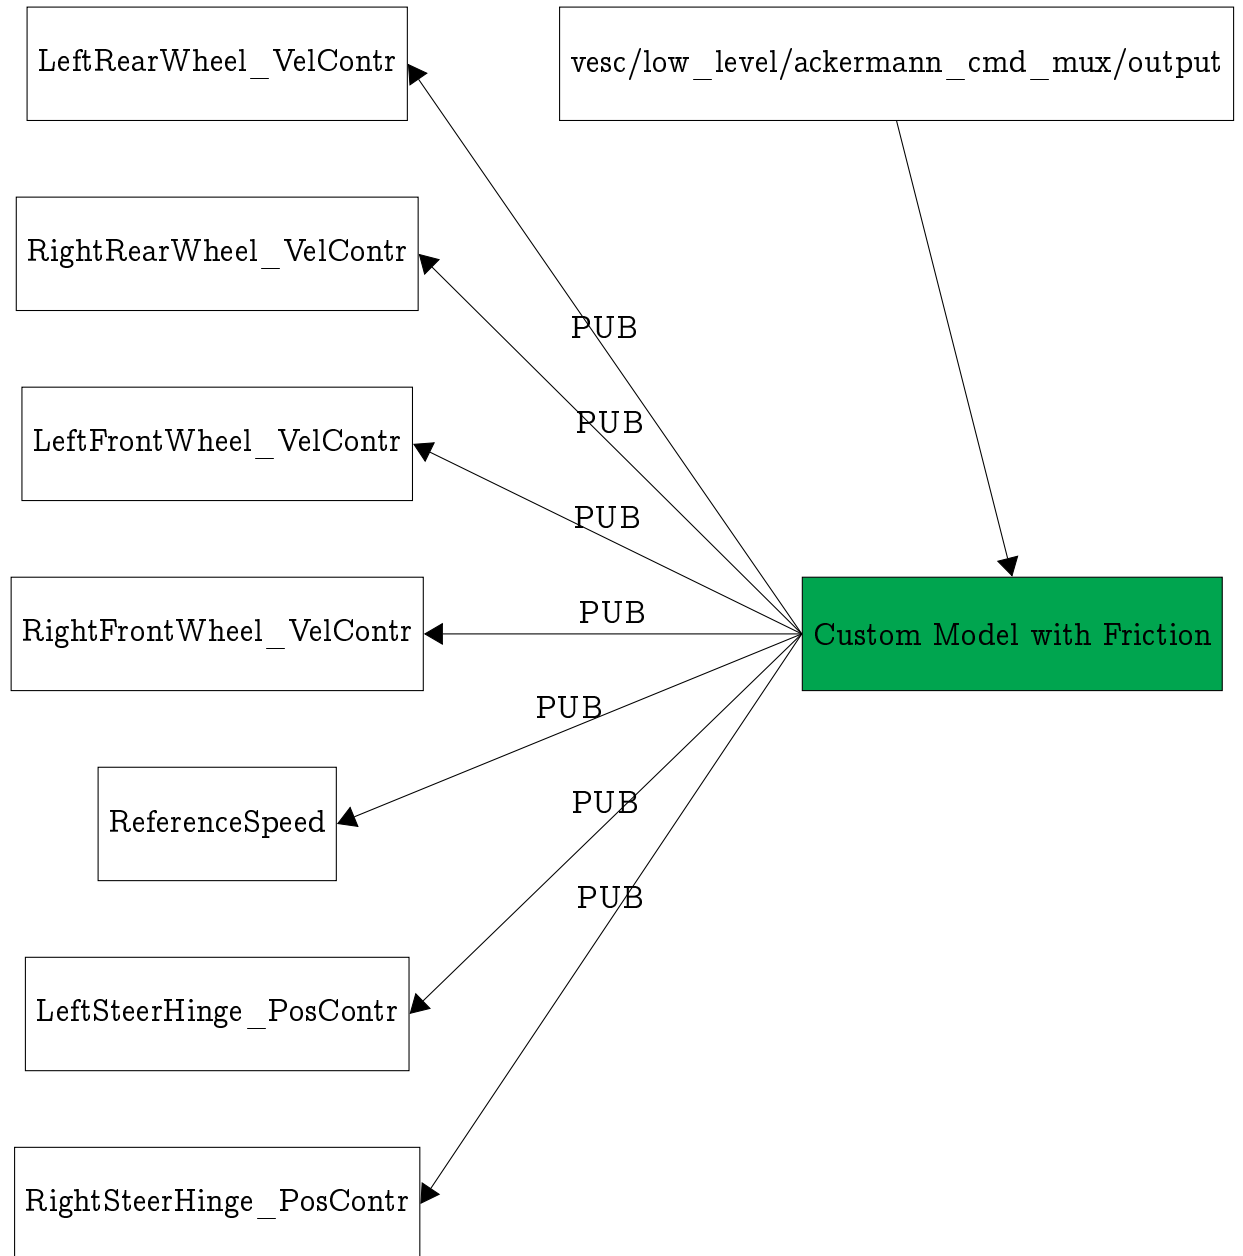 LeftRearWheel_VelContr
vesc/low_level/ackermann_cmd_mux/output
RightRearWheel_VelContr
PUB
PUB
LeftFrontWheel_VelContr
PUB
PUB
RightFrontWheel_VelContr
Custom Model with Friction
PUB
ReferenceSpeed
PUB
PUB
LeftSteerHinge_PosContr
RightSteerHinge_PosContr